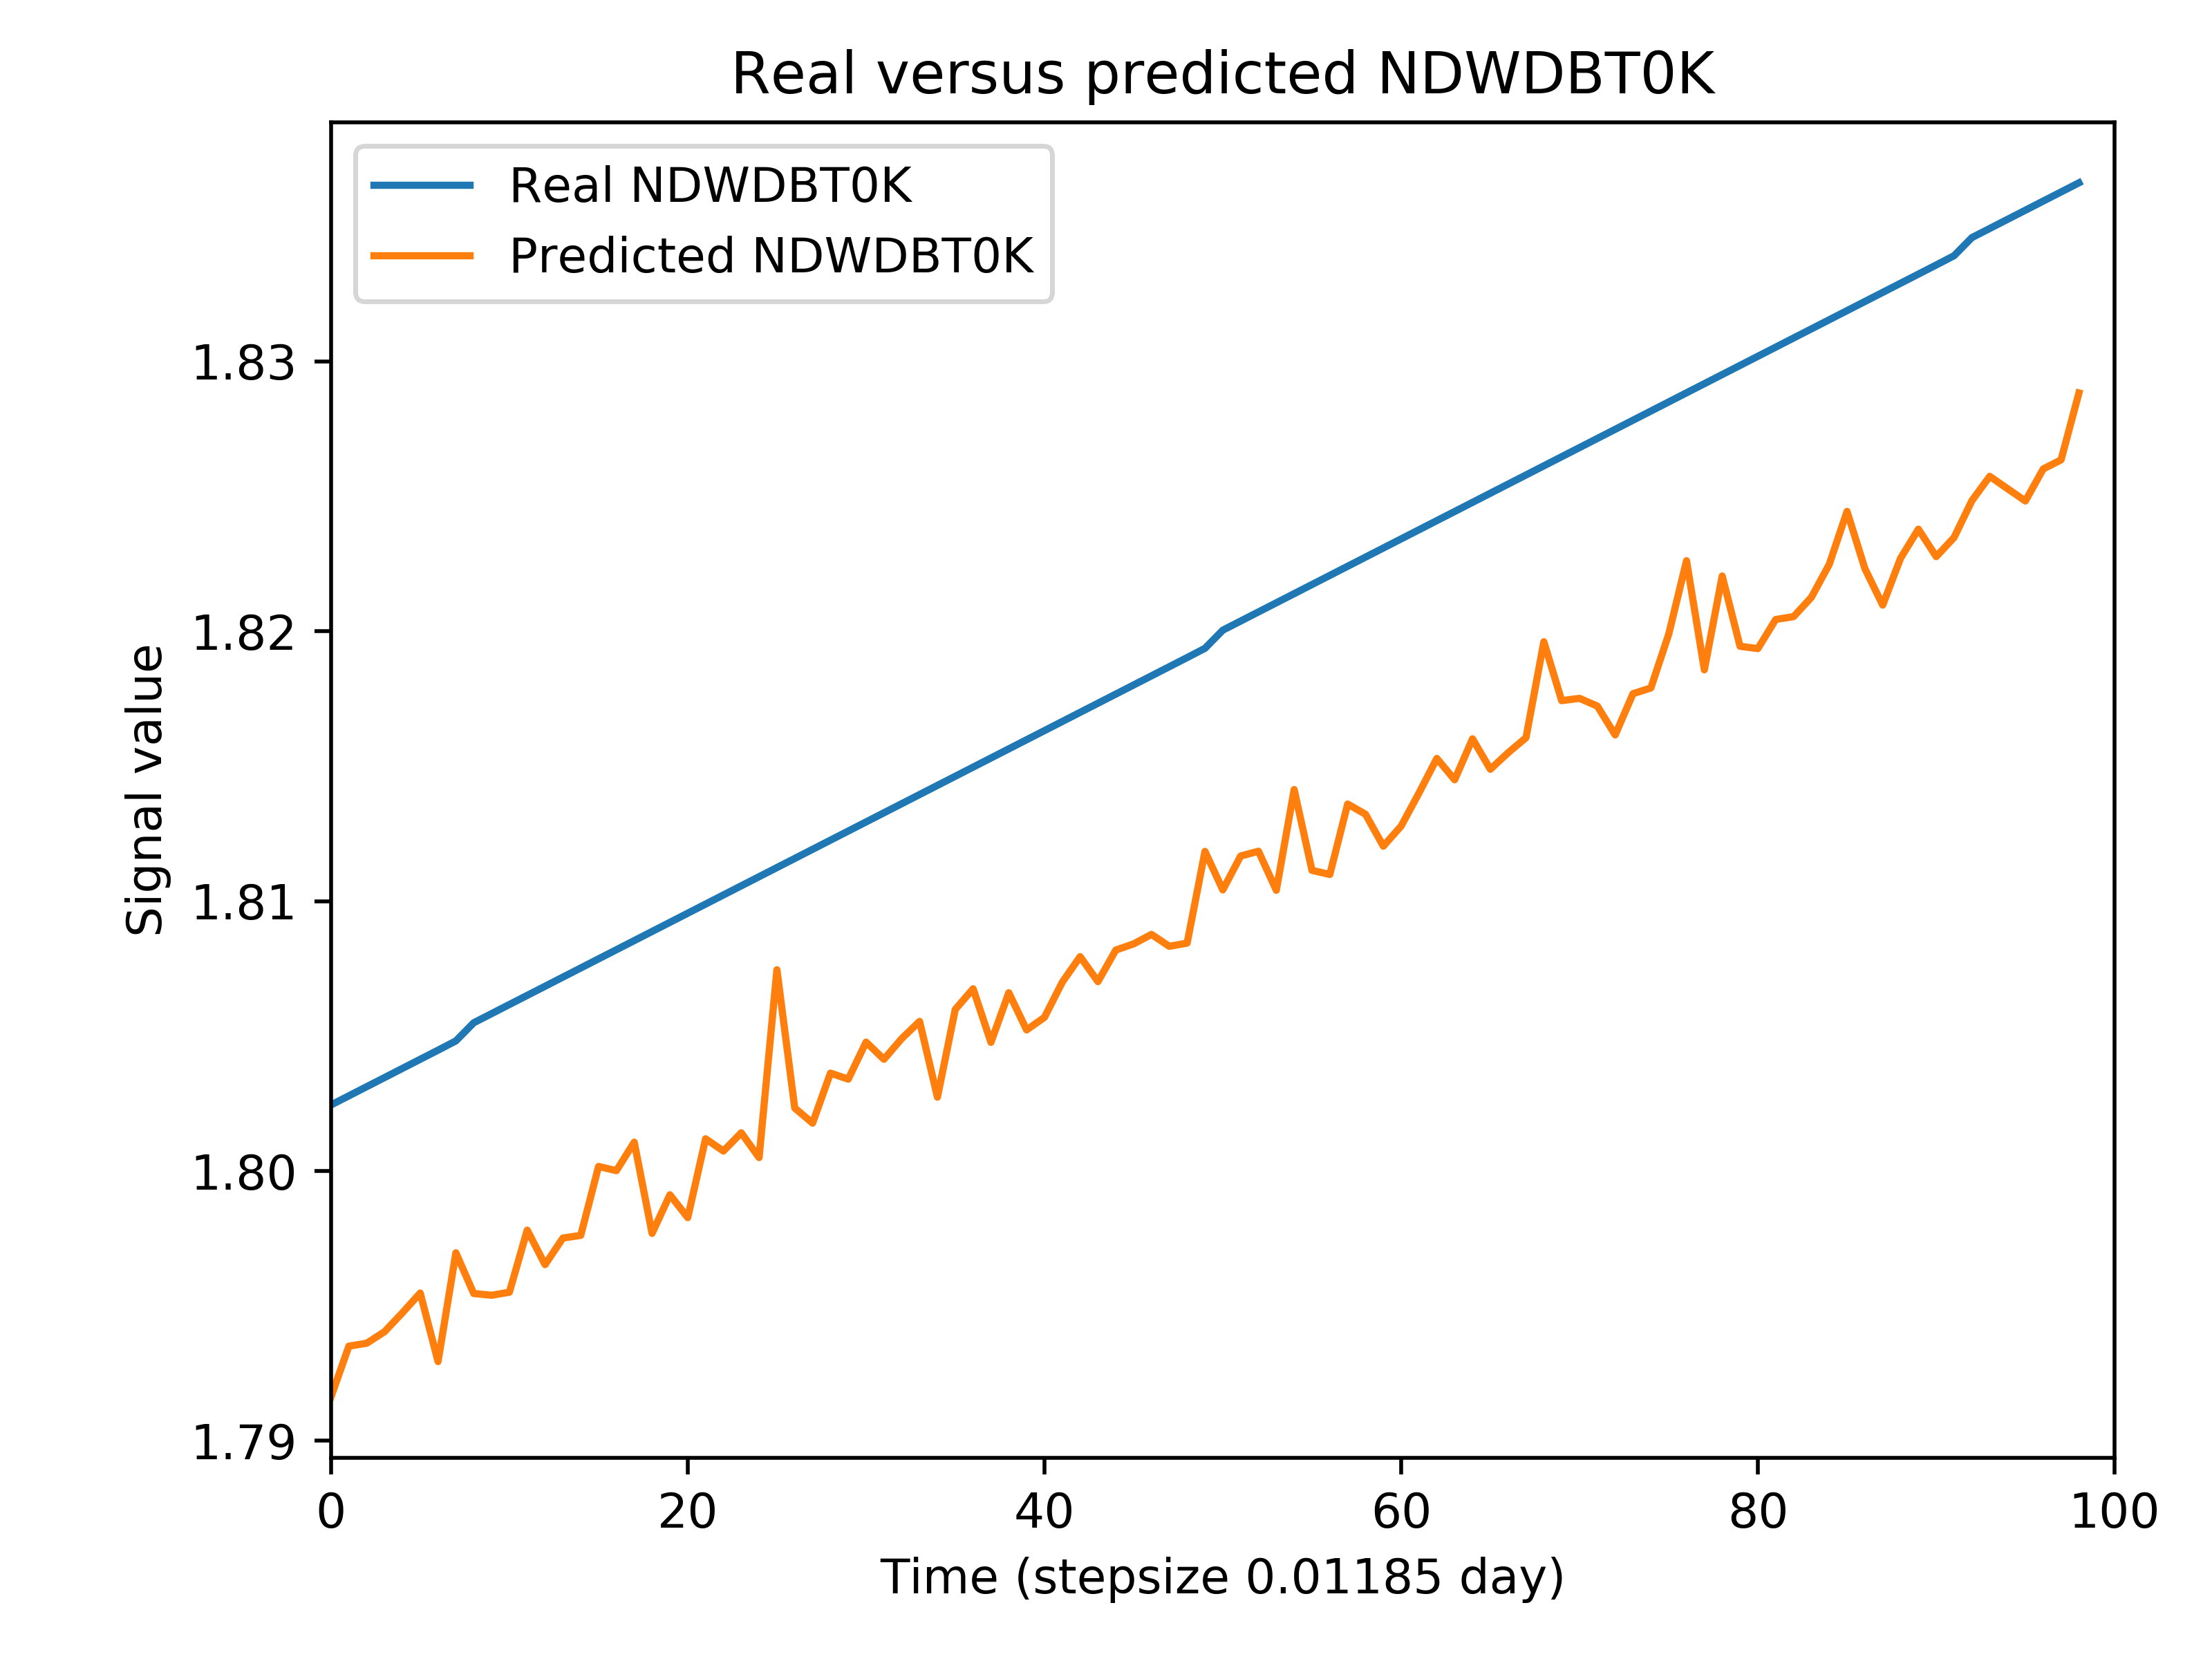 Real versus predicted NDWDBT0K
Real NDWDBT0K
Predicted NDWDBT0K
1.83
1.82
1.81
1.80
1.79
Signal value
0 20 40 60 80 100
Time (stepsize 0.01185 day)